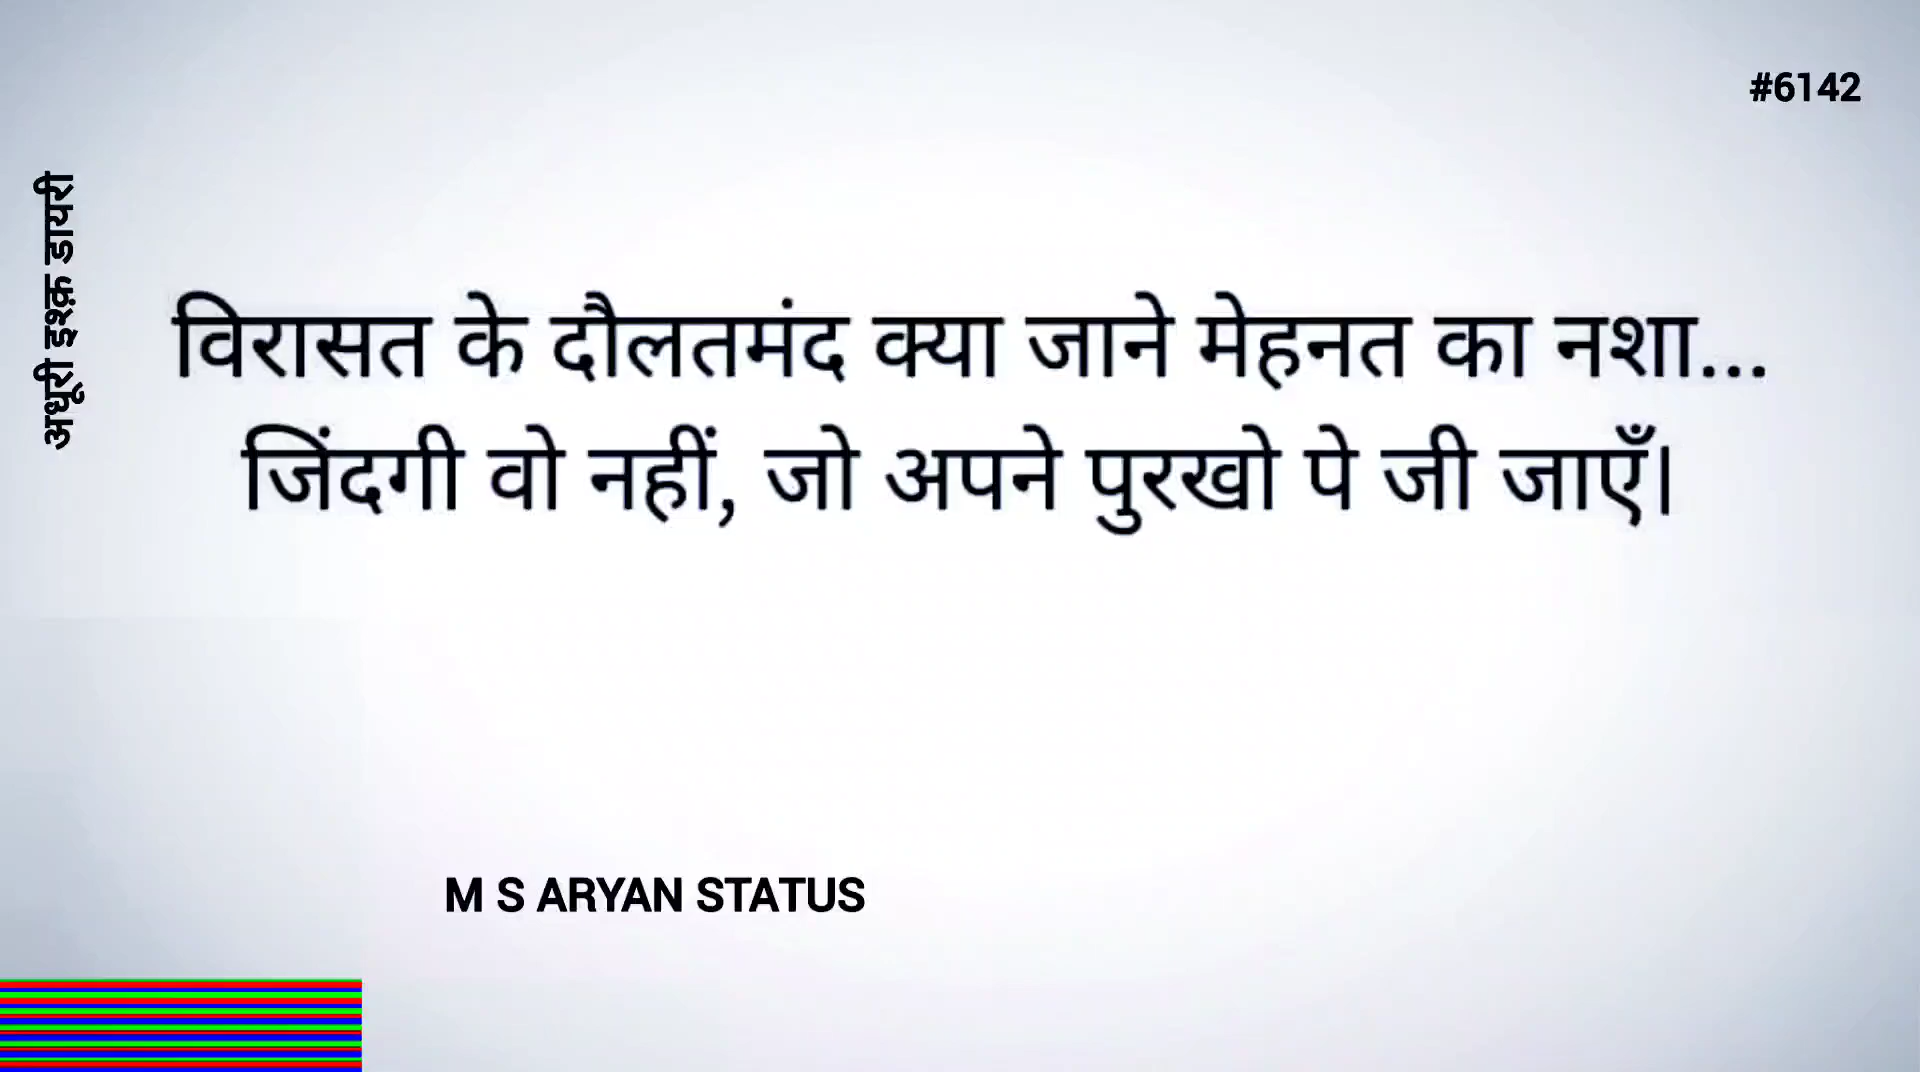 #6142
अधूरी इश्क़ डायरी
विरासत के दौलतमंद क्या जाने मेहनत का नशा...
जिंदगी वो नहीं, जो अपने पुरखो पे जी जाएँ।
M S ARYAN STATUS